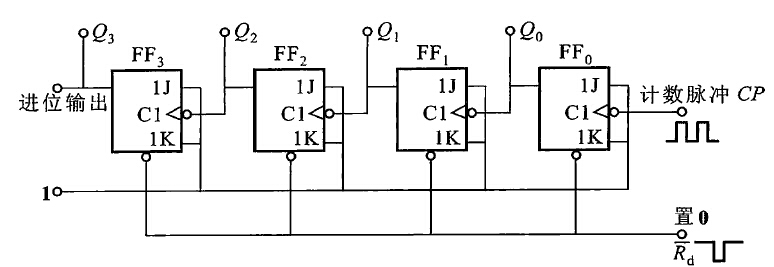 Q3 Q2 Q1 Q0
FF3 FF2 FF1 FF0
1J 1J 1J 1J
进位输出 C1 C1 C1 C1 计数脉冲 CP
1K 1K 1K 1K
1
置0
R̅d